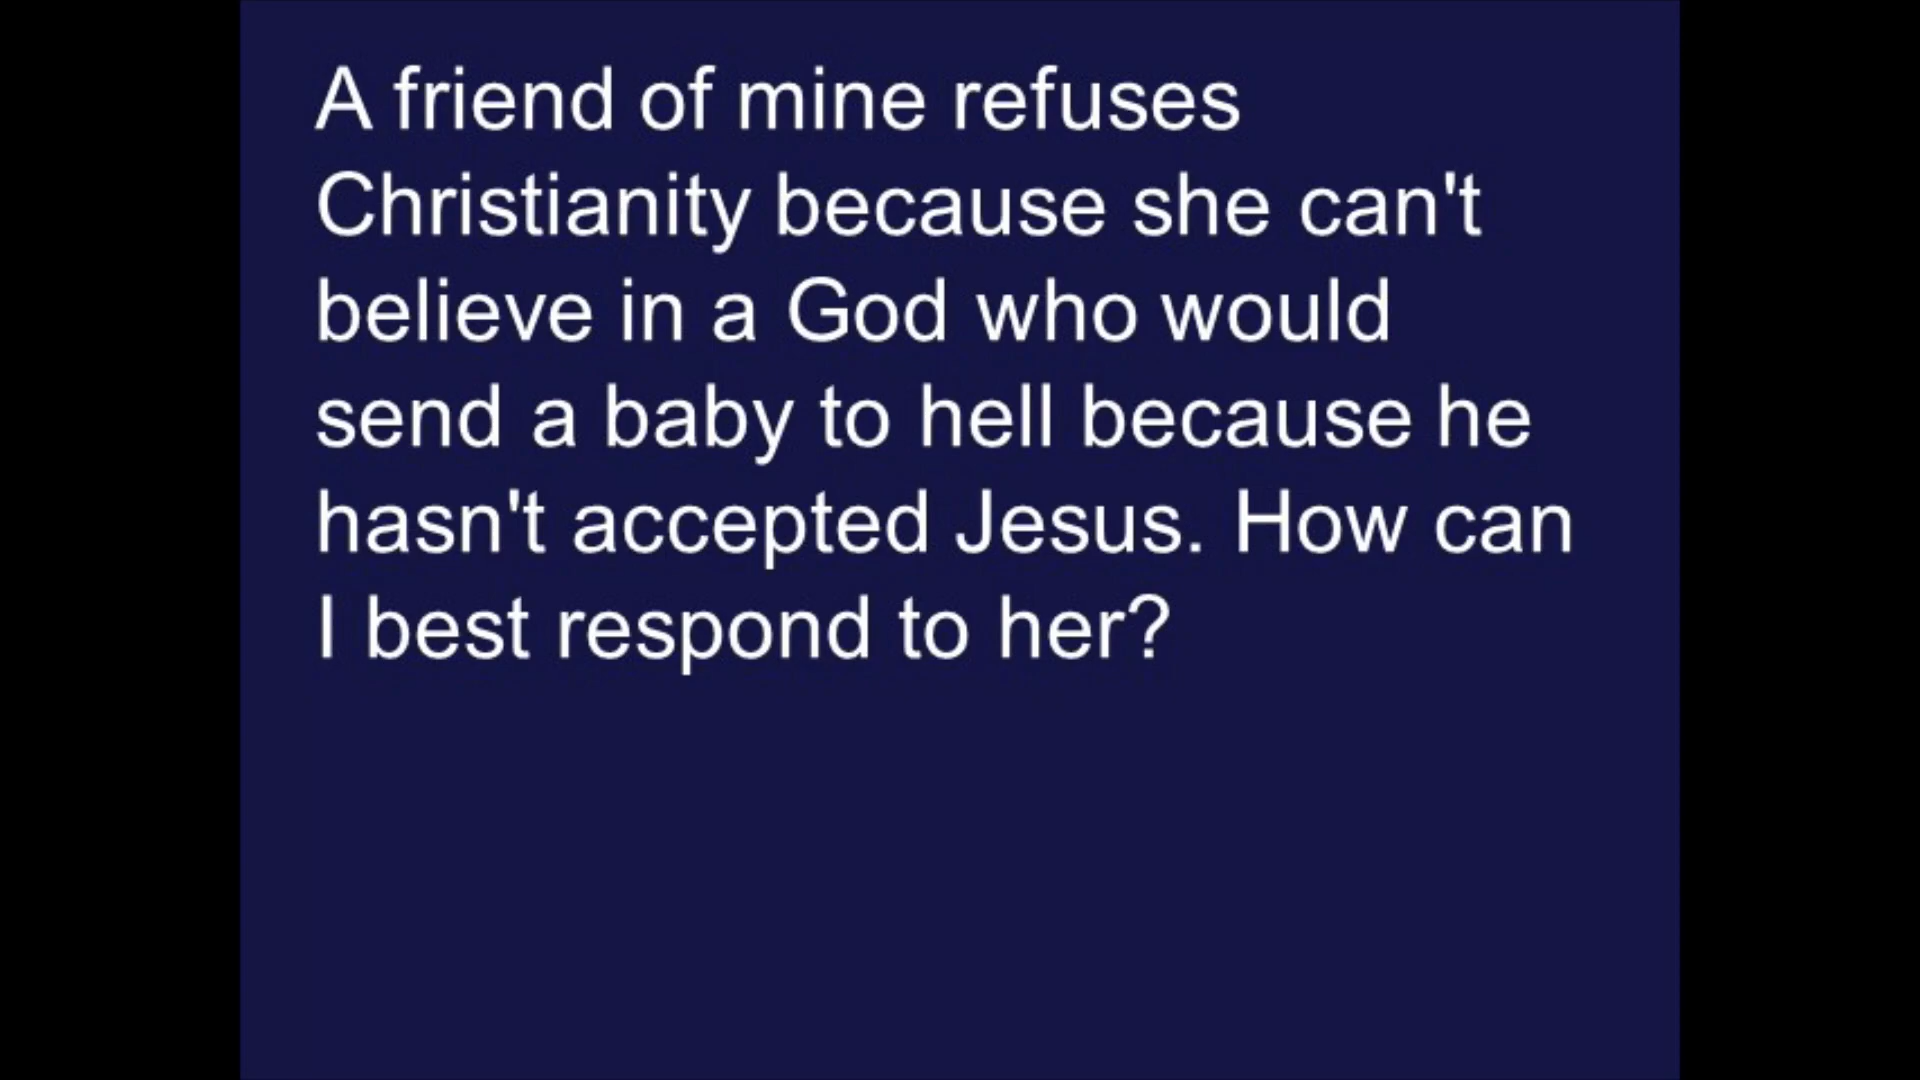 A friend of mine refuses
Christianity because she can't
believe in a God who would
send a baby to hell because he
hasn't accepted Jesus. How can
I best respond to her?